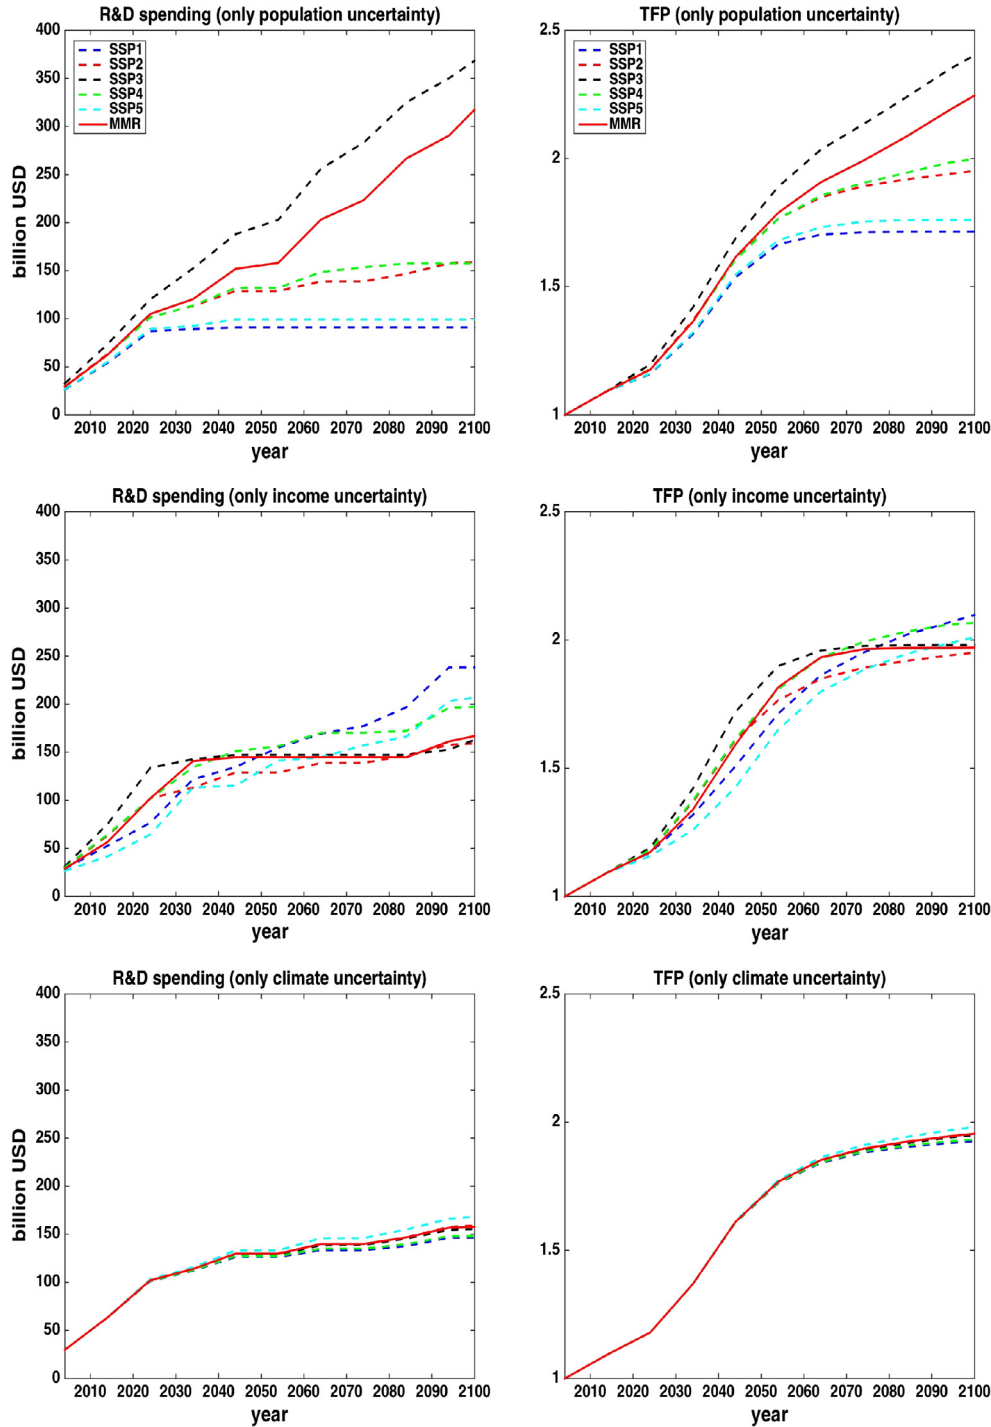 R&D spending (only population uncertainty)
400
350
300
250
200
150
100
50
0
billion USD
SSP1
SSP2
SSP3
SSP4
SSP5
MMR
2010 2020 2030 2040 2050 2060 2070 2080 2090 2100
year
TFP (only population uncertainty)
2.5
2
1.5
1
SSP1
SSP2
SSP3
SSP4
SSP5
MMR
2010 2020 2030 2040 2050 2060 2070 2080 2090 2100
year
R&D spending (only income uncertainty)
400
350
300
250
200
150
100
50
0
billion USD
2010 2020 2030 2040 2050 2060 2070 2080 2090 2100
year
TFP (only income uncertainty)
2.5
2
1.5
1
2010 2020 2030 2040 2050 2060 2070 2080 2090 2100
year
R&D spending (only climate uncertainty)
400
350
300
250
200
150
100
50
0
billion USD
2010 2020 2030 2040 2050 2060 2070 2080 2090 2100
year
TFP (only climate uncertainty)
2.5
2
1.5
1
2010 2020 2030 2040 2050 2060 2070 2080 2090 2100
year